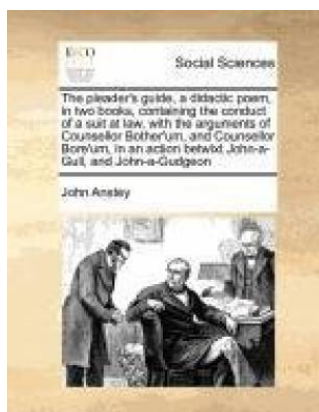 ECCO
Social Sciences
The pleader's guide, a didactic poem,
in two books, containing the conduct
of a suit at law, with the arguments of
Counsellor Bother'um, and Counsellor
Bore'um, in an action betwixt John-a-
Gull, and John-a-Gudgeon
John Anstey